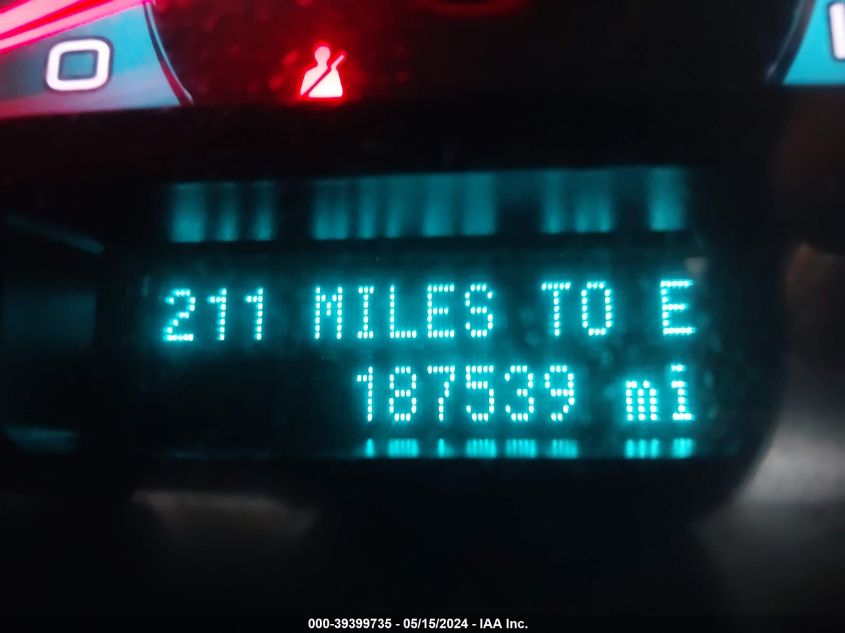 0
211 MILES TO E
187539 mi
000-39399735 - 05/15/2024 - IAA Inc.